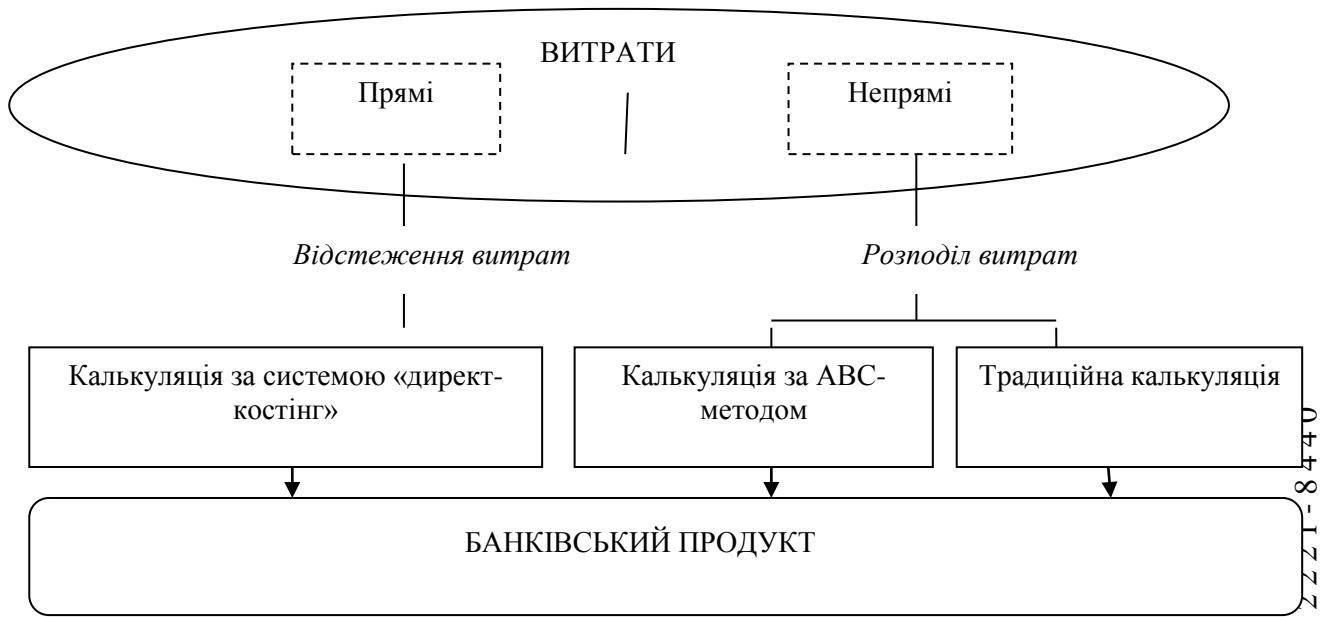 ВИТРАТИ
Прямі
Непрямі
Відстеження витрат
Розподіл витрат
Калькуляція за системою «директ-
костінг»
Калькуляція за АВС-
методом
Традиційна калькуляція
БАНКІВСЬКИЙ ПРОДУКТ
2221-8440